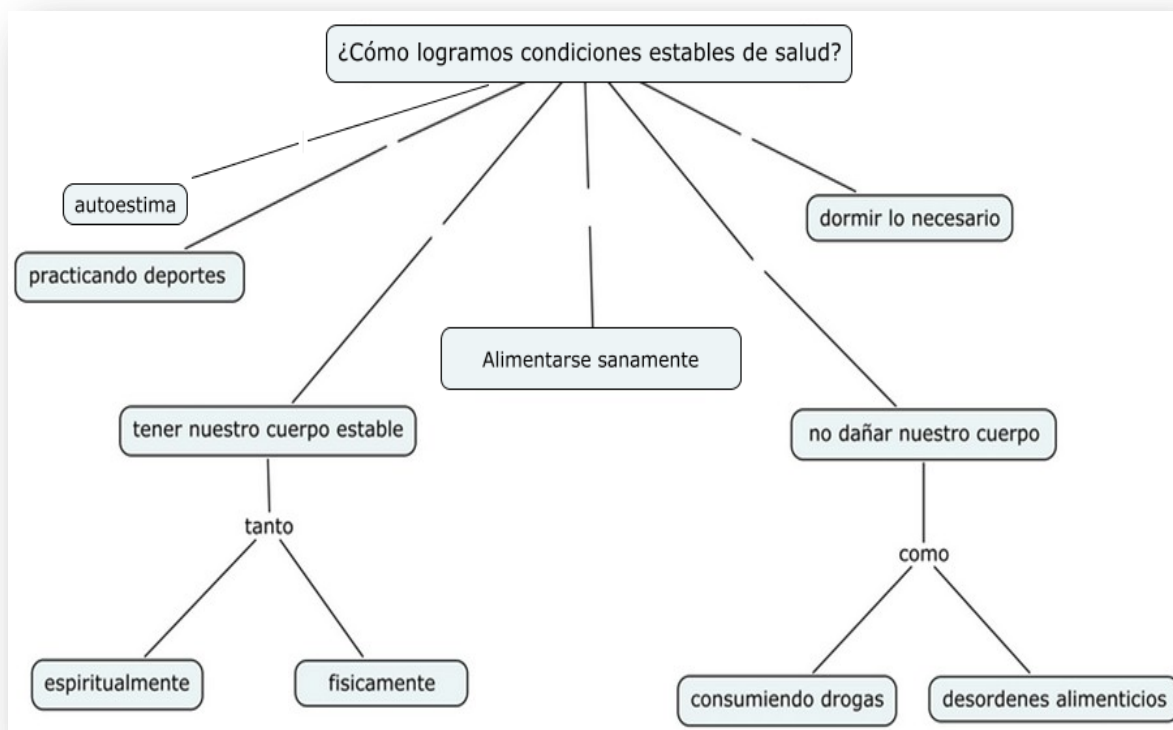 ¿Cómo logramos condiciones estables de salud?
autoestima
dormir lo necesario
practicando deportes
Alimentarse sanamente
tener nuestro cuerpo estable
no dañar nuestro cuerpo
tanto
como
espiritualmente
fisicamente
consumiendo drogas
desordenes alimenticios